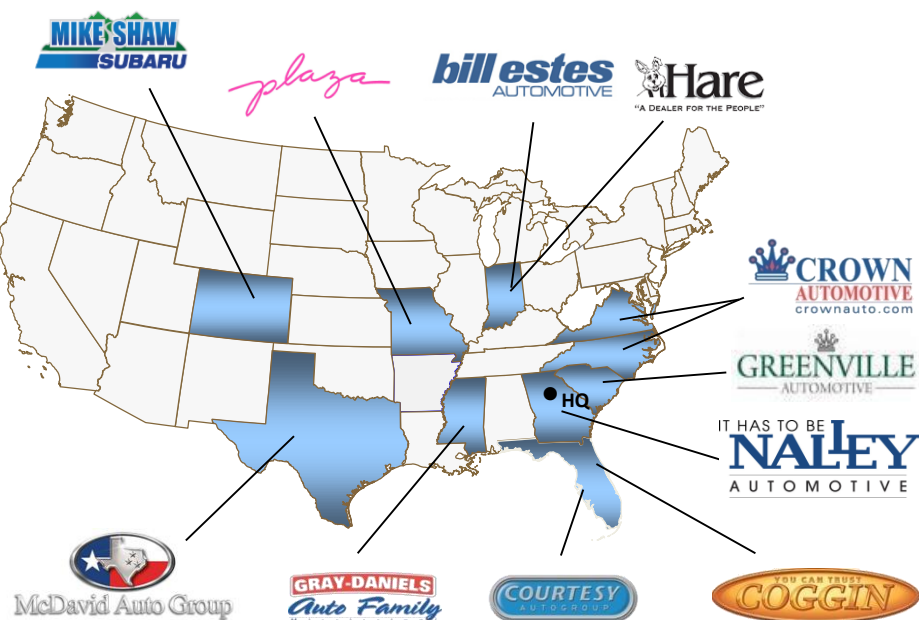 MIKE SHAW
SUBARU
plaza
bill estes
AUTOMOTIVE
Hare
"A DEALER FOR THE PEOPLE"
CROWN
AUTOMOTIVE
crownauto.com
GREENVILLE
AUTOMOTIVE
HQ
IT HAS TO BE
NALLEY
AUTOMOTIVE
McDavid Auto Group
GRAY-DANIELS
Auto Family
COURTESY
AUTOGROUP
YOU CAN TRUST
COGGIN